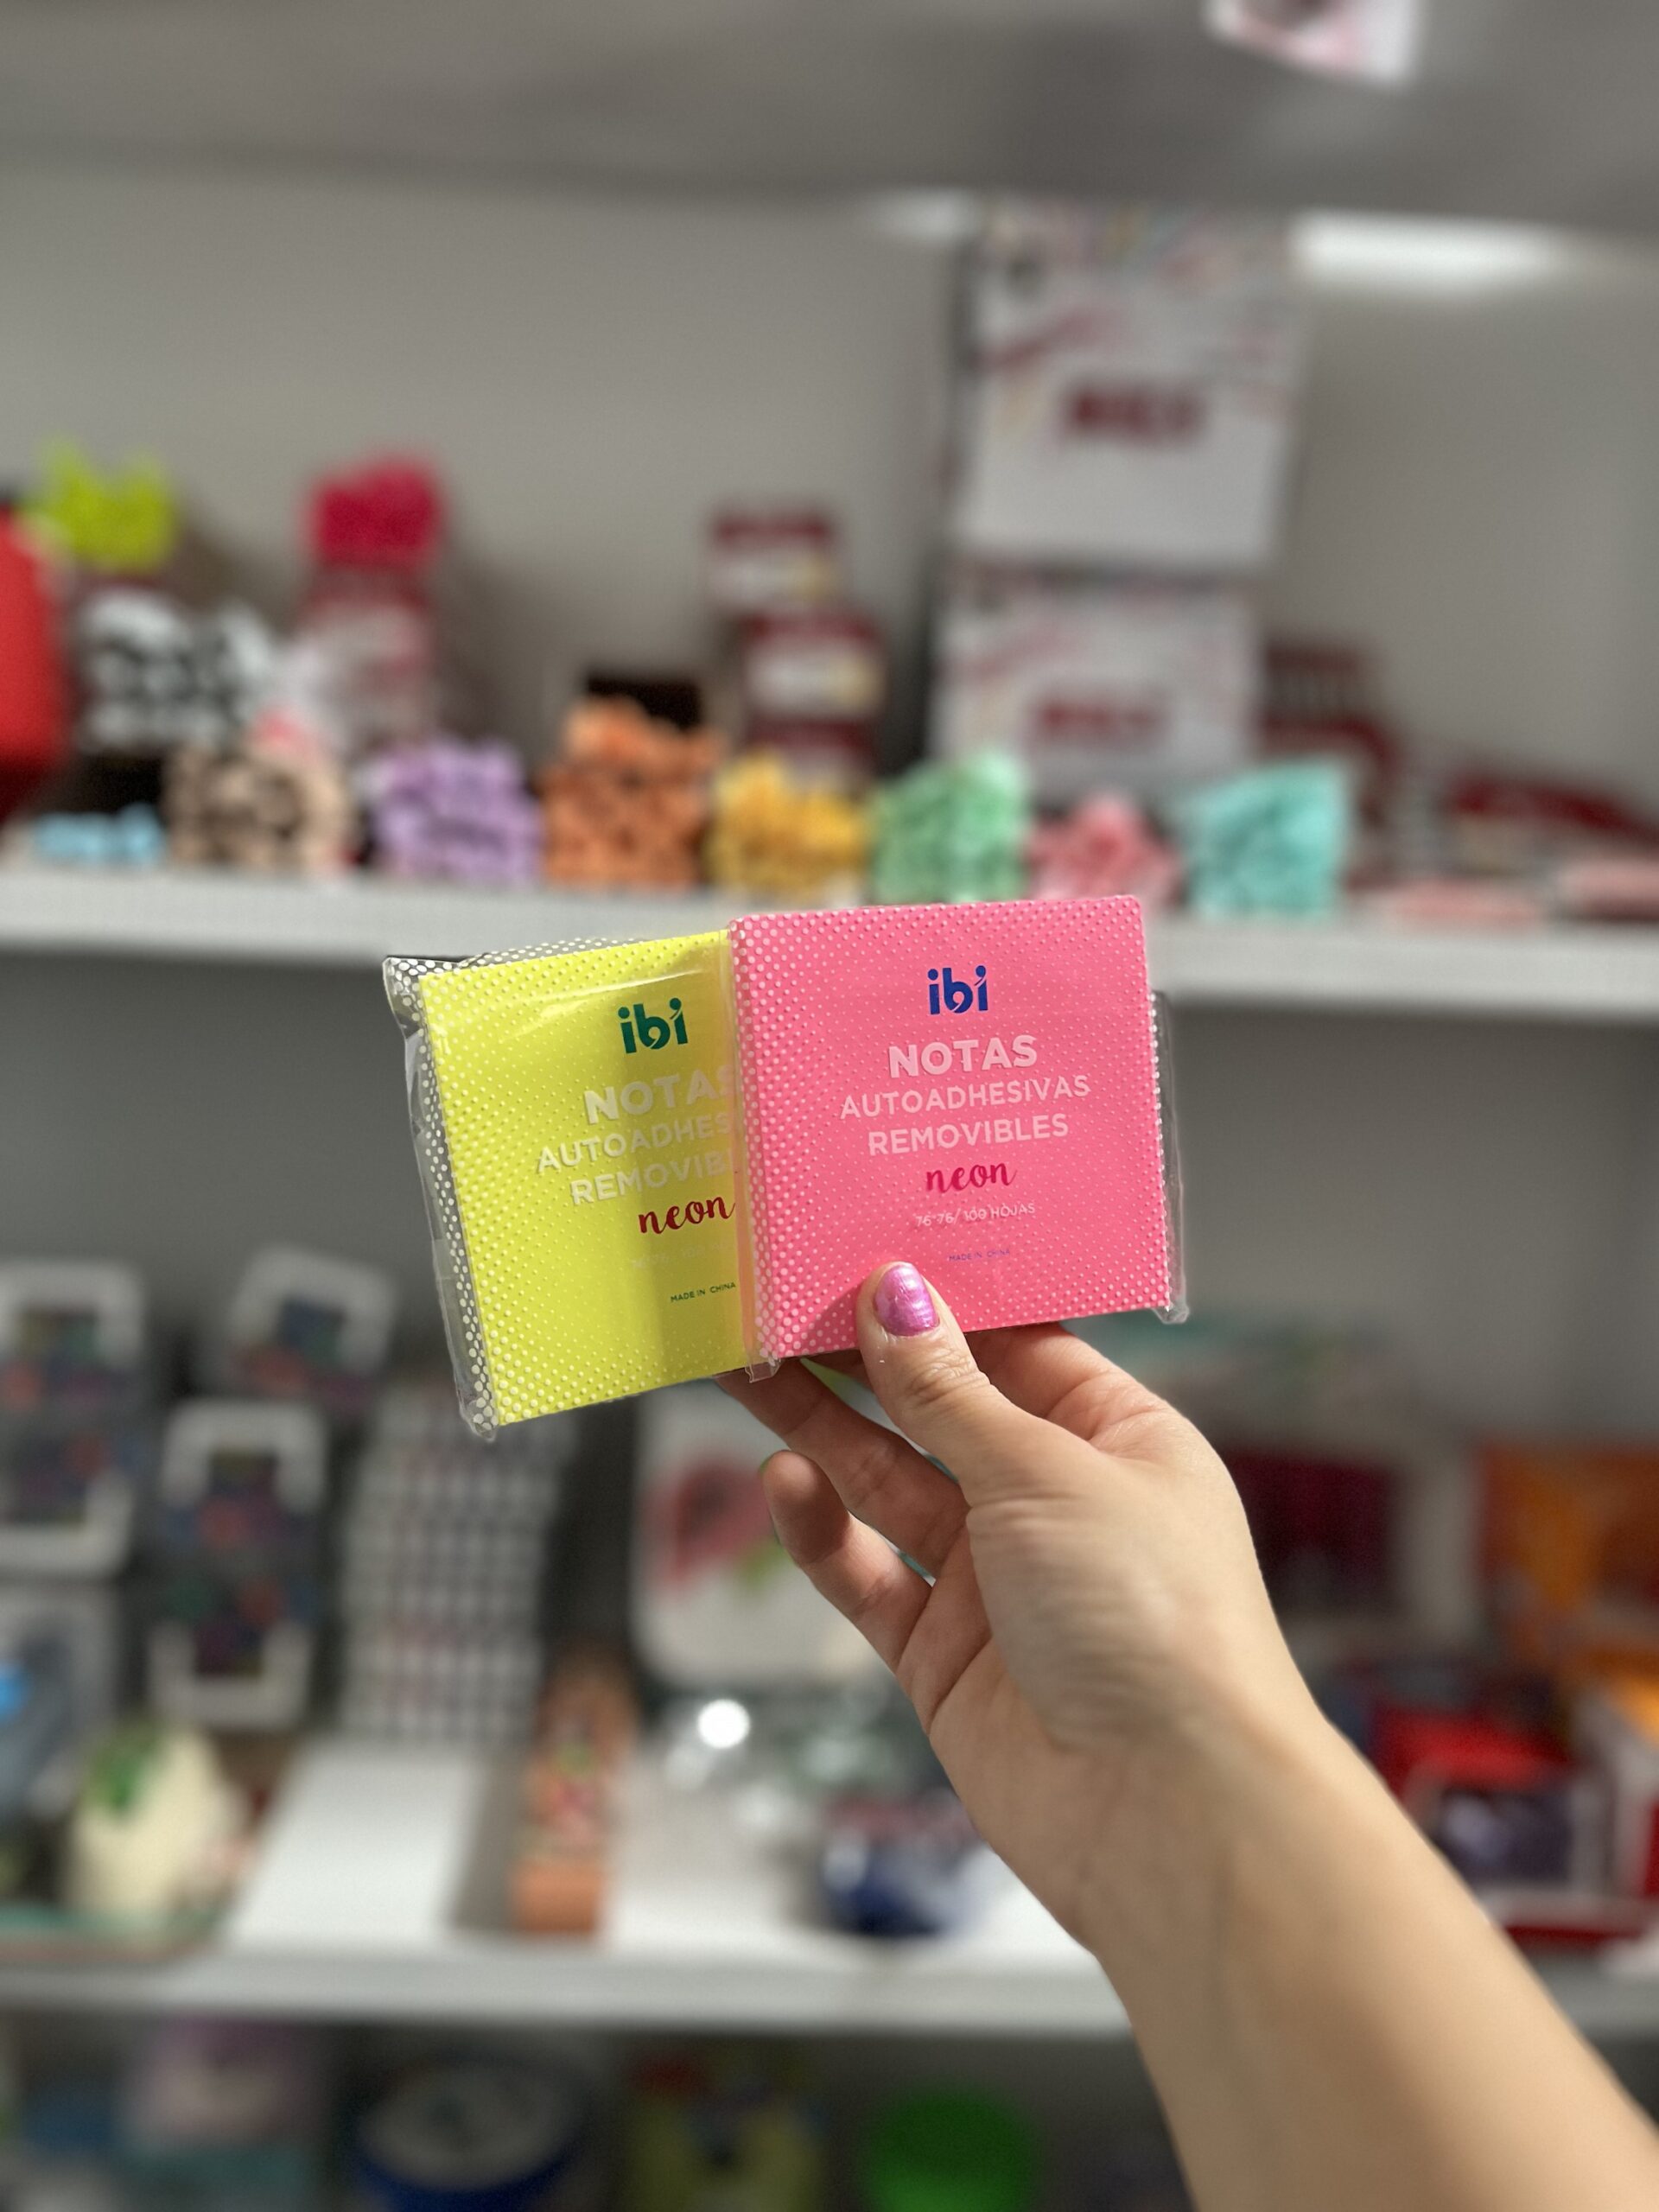 ibi
NOTAS
AUTOADHES
REMOVIB
neon
MADE IN CHINA
ibi
NOTAS
AUTOADHESIVAS
REMOVIBLES
neon
76*76/ 100 HOJAS
MADE IN CHINA